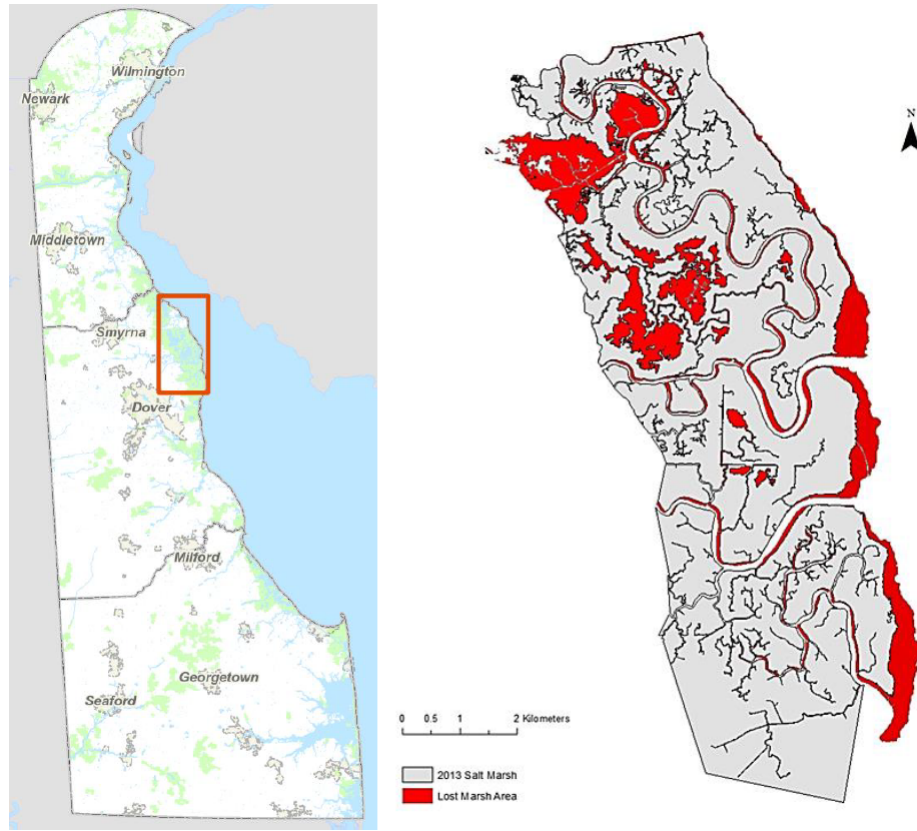 Wilmington
Newark
Middletown
Smyrna
Dover
Milford
Georgetown
Seaford
N
0 0.5 1 2 Kilometers
2013 Salt Marsh
Lost Marsh Area